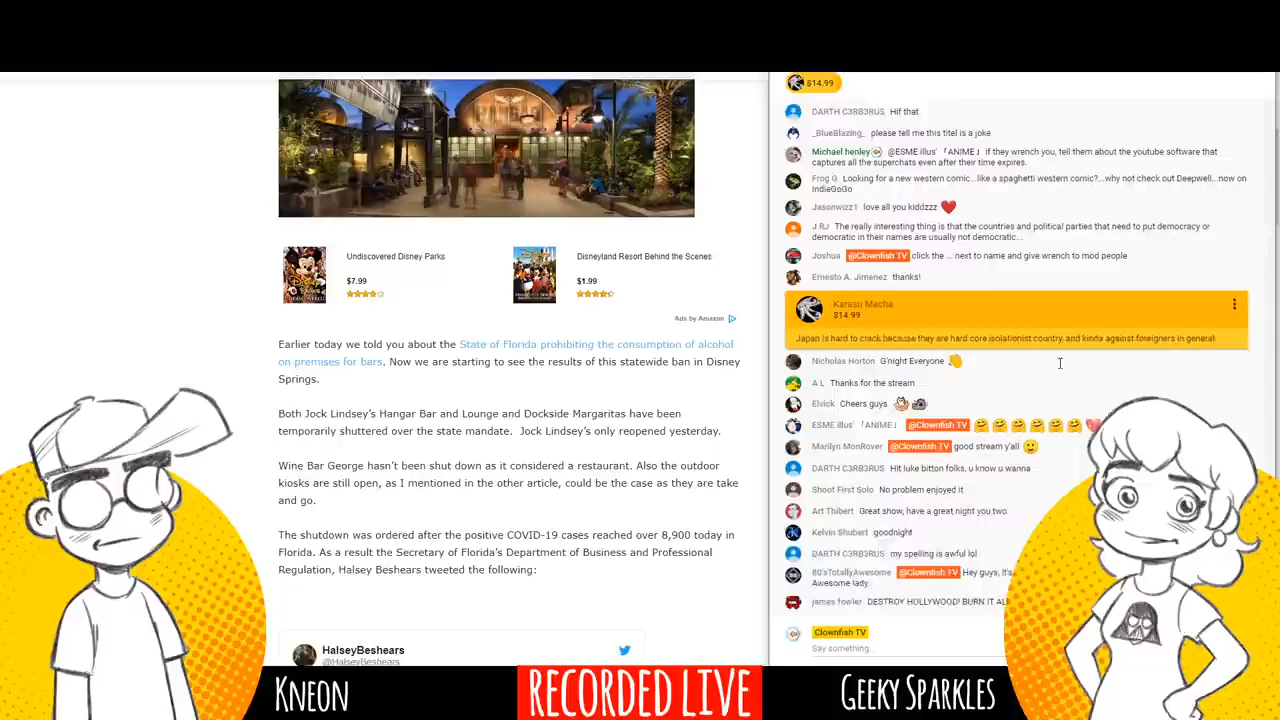 $14.99
DARTH C3RB3RUS Hif that
_BlueBlazing_ please tell me this titel is a joke
Michael henley @ESME illus' 「ANIME」 if they wrench you, tell them about the youtube software that
captures all the superchats even after their time expires.
Frog G Looking for a new western comic...like a spaghetti western comic?...why not check out Deepwell...now on
IndieGoGo
Jasonwizz1 love all you kiddzzz
J RJ The really interesting thing is that the countries and political parties that need to put democracy or
democratic in their names are usually not democratic...
Joshua @Clownfish TV click the ... next to name and give wrench to mod people
Ernesto A. Jimenez thanks!
Karasu Macha
$14.99
Japan is hard to crack because they are hard core isolationist country, and kinda against foreigners in general
Nicholas Horton G'night Everyone
A L Thanks for the stream
Elvick Cheers guys
ESME illus' 「ANIME」 @Clownfish TV
Marilyn MonRover @Clownfish TV good stream y'all
DARTH C3RB3RUS Hit luke bitton folks, u know u wanna
Shoot First Solo No problem enjoyed it
Art Thibert Great show, have a great night you two
Kelvin Shubert goodnight
DARTH C3RB3RUS my spelling is awful lol
80'sTotallyAwesome @Clownfish TV Hey guys, it's
Awesome lady
james fowler DESTROY HOLLYWOOD! BURN IT AL
Clownfish TV
Say something...
Undiscovered Disney Parks
$7.99
Disneyland Resort Behind the Scenes
$1.99
Ads by Amazon
Earlier today we told you about the State of Florida prohibiting the consumption of alcohol
on premises for bars. Now we are starting to see the results of this statewide ban in Disney
Springs.
Both Jock Lindsey's Hangar Bar and Lounge and Dockside Margaritas have been
temporarily shuttered over the state mandate. Jock Lindsey's only reopened yesterday.
Wine Bar George hasn't been shut down as it considered a restaurant. Also the outdoor
kiosks are still open, as I mentioned in the other article, could be the case as they are take
and go.
The shutdown was ordered after the positive COVID-19 cases reached over 8,900 today in
Florida. As a result the Secretary of Florida's Department of Business and Professional
Regulation, Halsey Beshears tweeted the following:
HalseyBeshears
@HalseyBeshears
KNEON
RECORDED LIVE
GEEKY SPARKLES